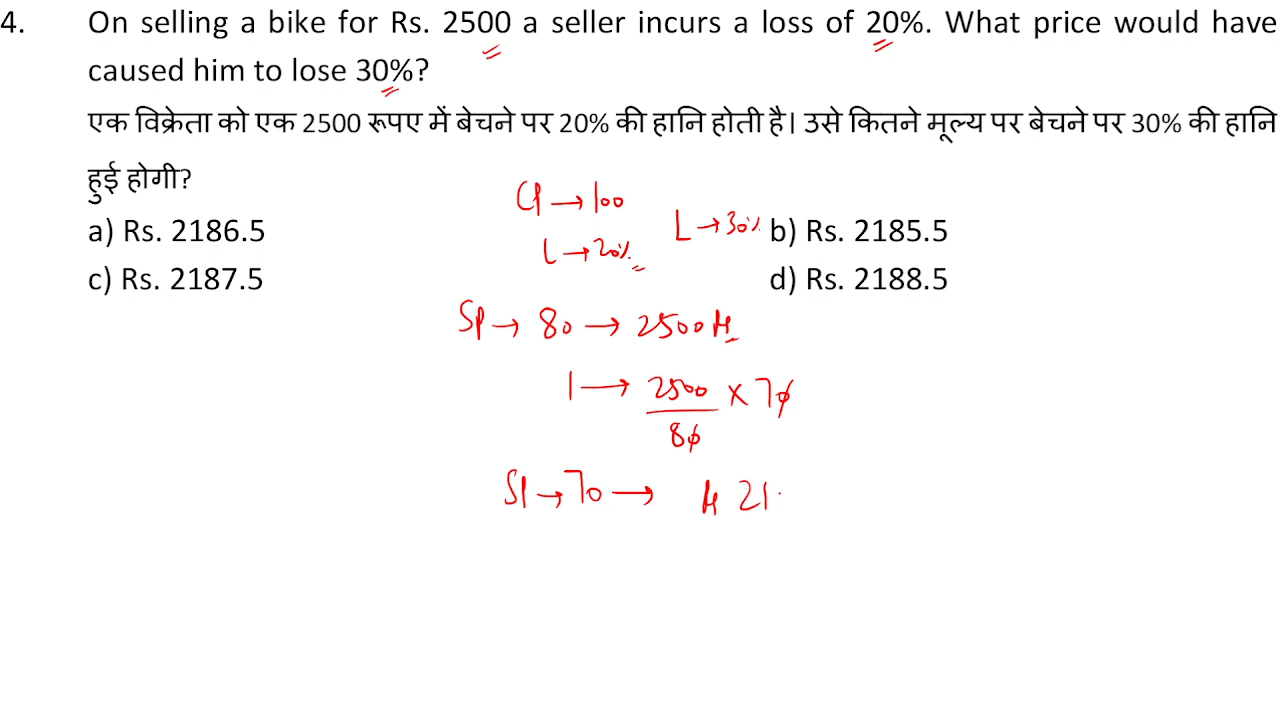 4. On selling a bike for Rs. 2500 a seller incurs a loss of 20%. What price would have
caused him to lose 30%?
एक विक्रेता को एक 2500 रूपए में बेचने पर 20% की हानि होती है। उसे कितने मूल्य पर बेचने पर 30% की हानि
हुई होगी?
CP → 100
a) Rs. 2186.5 L → 30% b) Rs. 2185.5
L → 20%
c) Rs. 2187.5 d) Rs. 2188.5
SP → 80 → 2500
1 → 2500 × 70
80
SP → 70 → 21